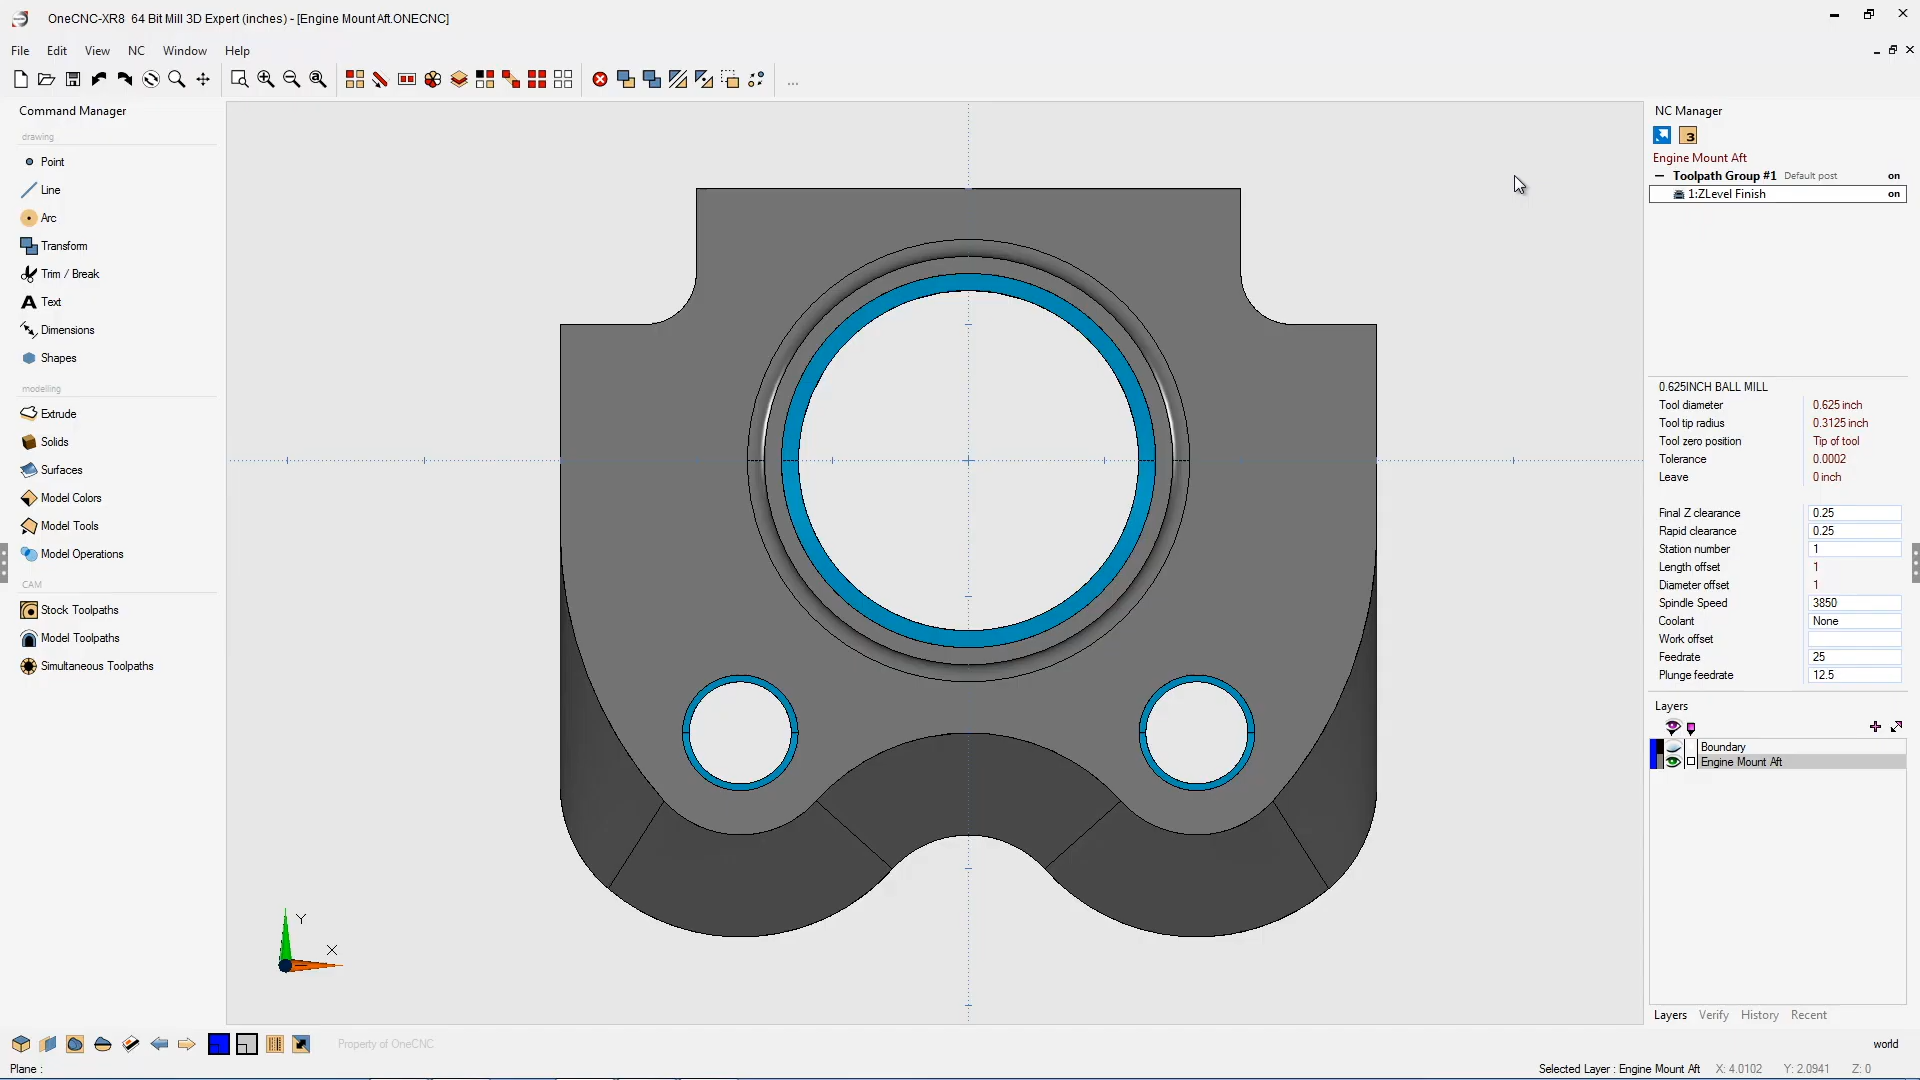 OneCNC-XR8  64 Bit Mill 3D Expert (inches) - [Engine Mount Aft.ONECNC]
File Edit View NC Window Help
...
Command Manager
drawing
Point
Line
Arc
Transform
Trim / Break
Text
Dimensions
Shapes
modelling
Extrude
Solids
Surfaces
Model Colors
Model Tools
Model Operations
CAM
Stock Toolpaths
Model Toolpaths
Simultaneous Toolpaths
Y
X
NC Manager
3
Engine Mount Aft
Toolpath Group #1 Default post on
1:ZLevel Finish on
0.625INCH BALL MILL
Tool diameter 0.625 inch
Tool tip radius 0.3125 inch
Tool zero position Tip of tool
Tolerance 0.0002
Leave 0 inch
Final Z clearance 0.25
Rapid clearance 0.25
Station number 1
Length offset 1
Diameter offset 1
Spindle Speed 3850
Coolant None
Work offset
Feedrate 25
Plunge feedrate 12.5
Layers
Boundary
Engine Mount Aft
Layers Verify History Recent
Property of OneCNC
world
Plane :
Selected Layer : Engine Mount Aft X: 4.0102 Y: 2.0941 Z: 0